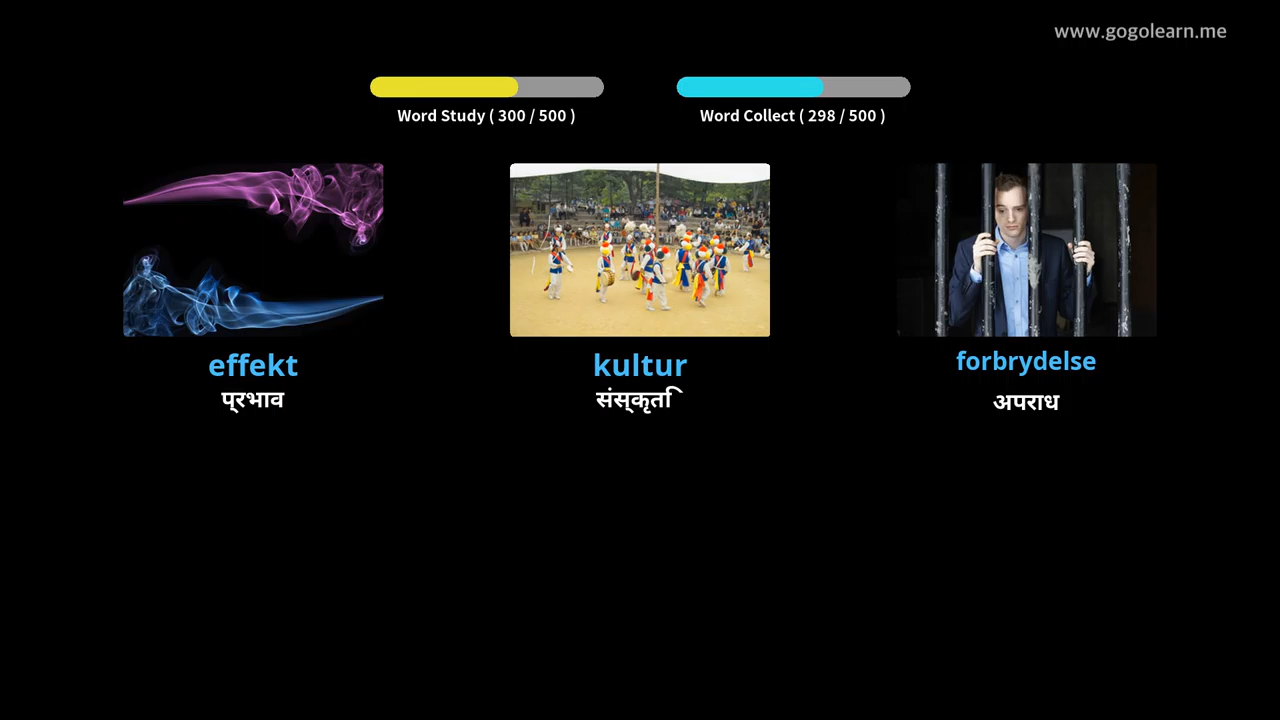 www.gogolearn.me
Word Study ( 300 / 500 )
Word Collect ( 298 / 500 )
effekt
प्रभाव
kultur
संस्कृति
forbrydelse
अपराध